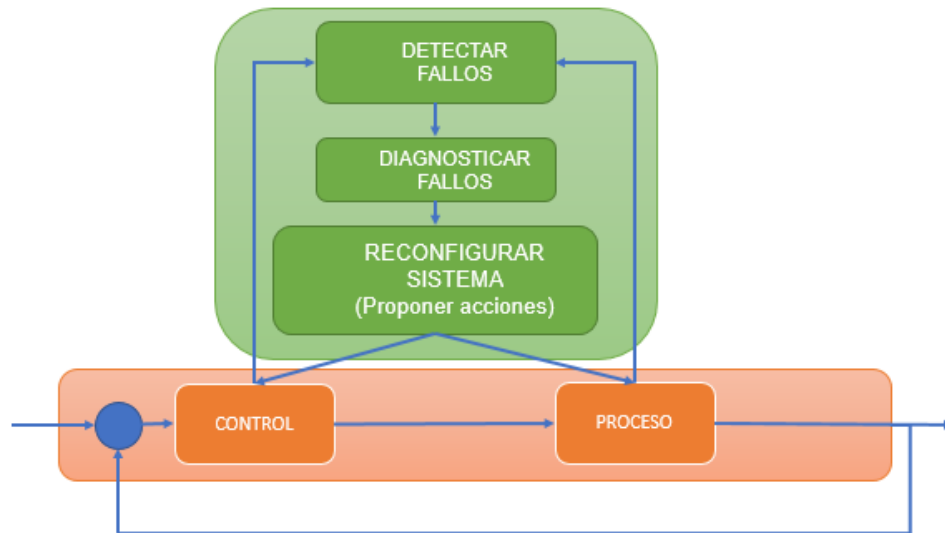 DETECTAR
FALLOS
DIAGNOSTICAR
FALLOS
RECONFIGURAR
SISTEMA
(Proponer acciones)
CONTROL
PROCESO